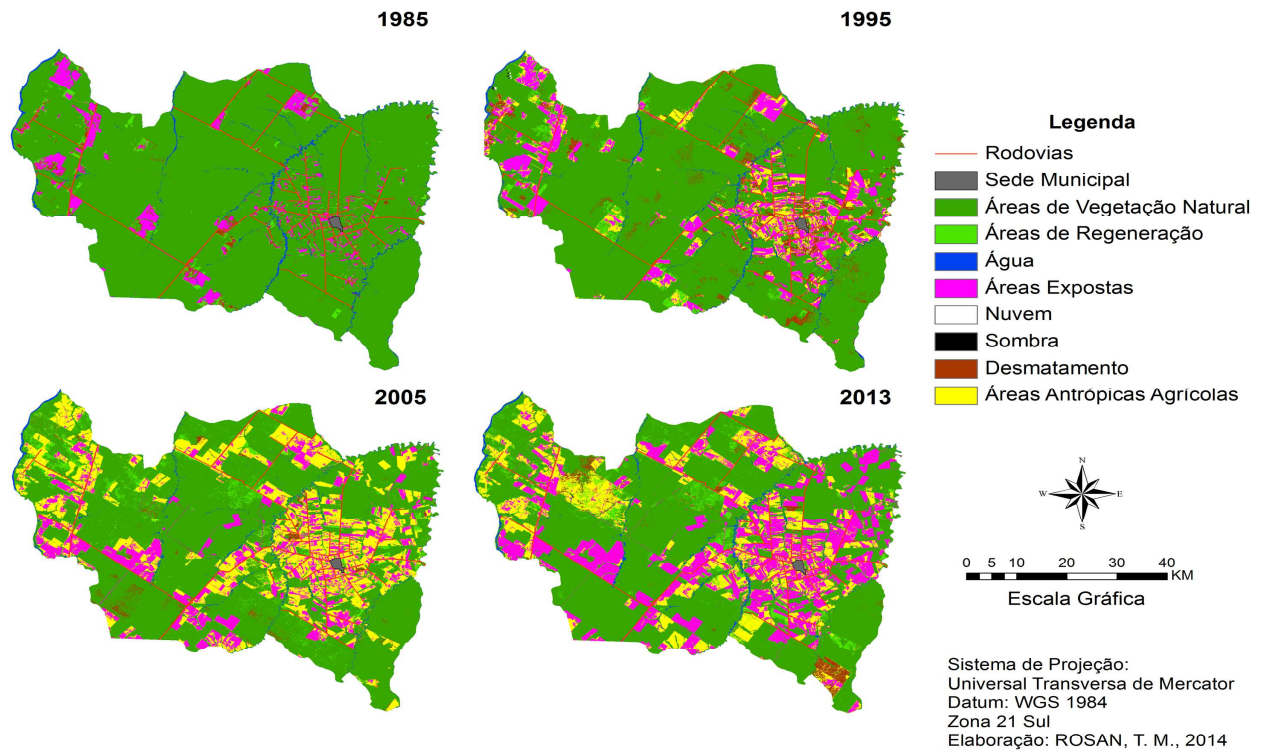 1985
1995
2005
2013
Legenda
Rodovias
Sede Municipal
Áreas de Vegetação Natural
Áreas de Regeneração
Água
Áreas Expostas
Nuvem
Sombra
Desmatamento
Áreas Antrópicas Agrícolas
N
W E
S
0 5 10 20 30 40
KM
Escala Gráfica
Sistema de Projeção:
Universal Transversa de Mercator
Datum: WGS 1984
Zona 21 Sul
Elaboração: ROSAN, T. M., 2014